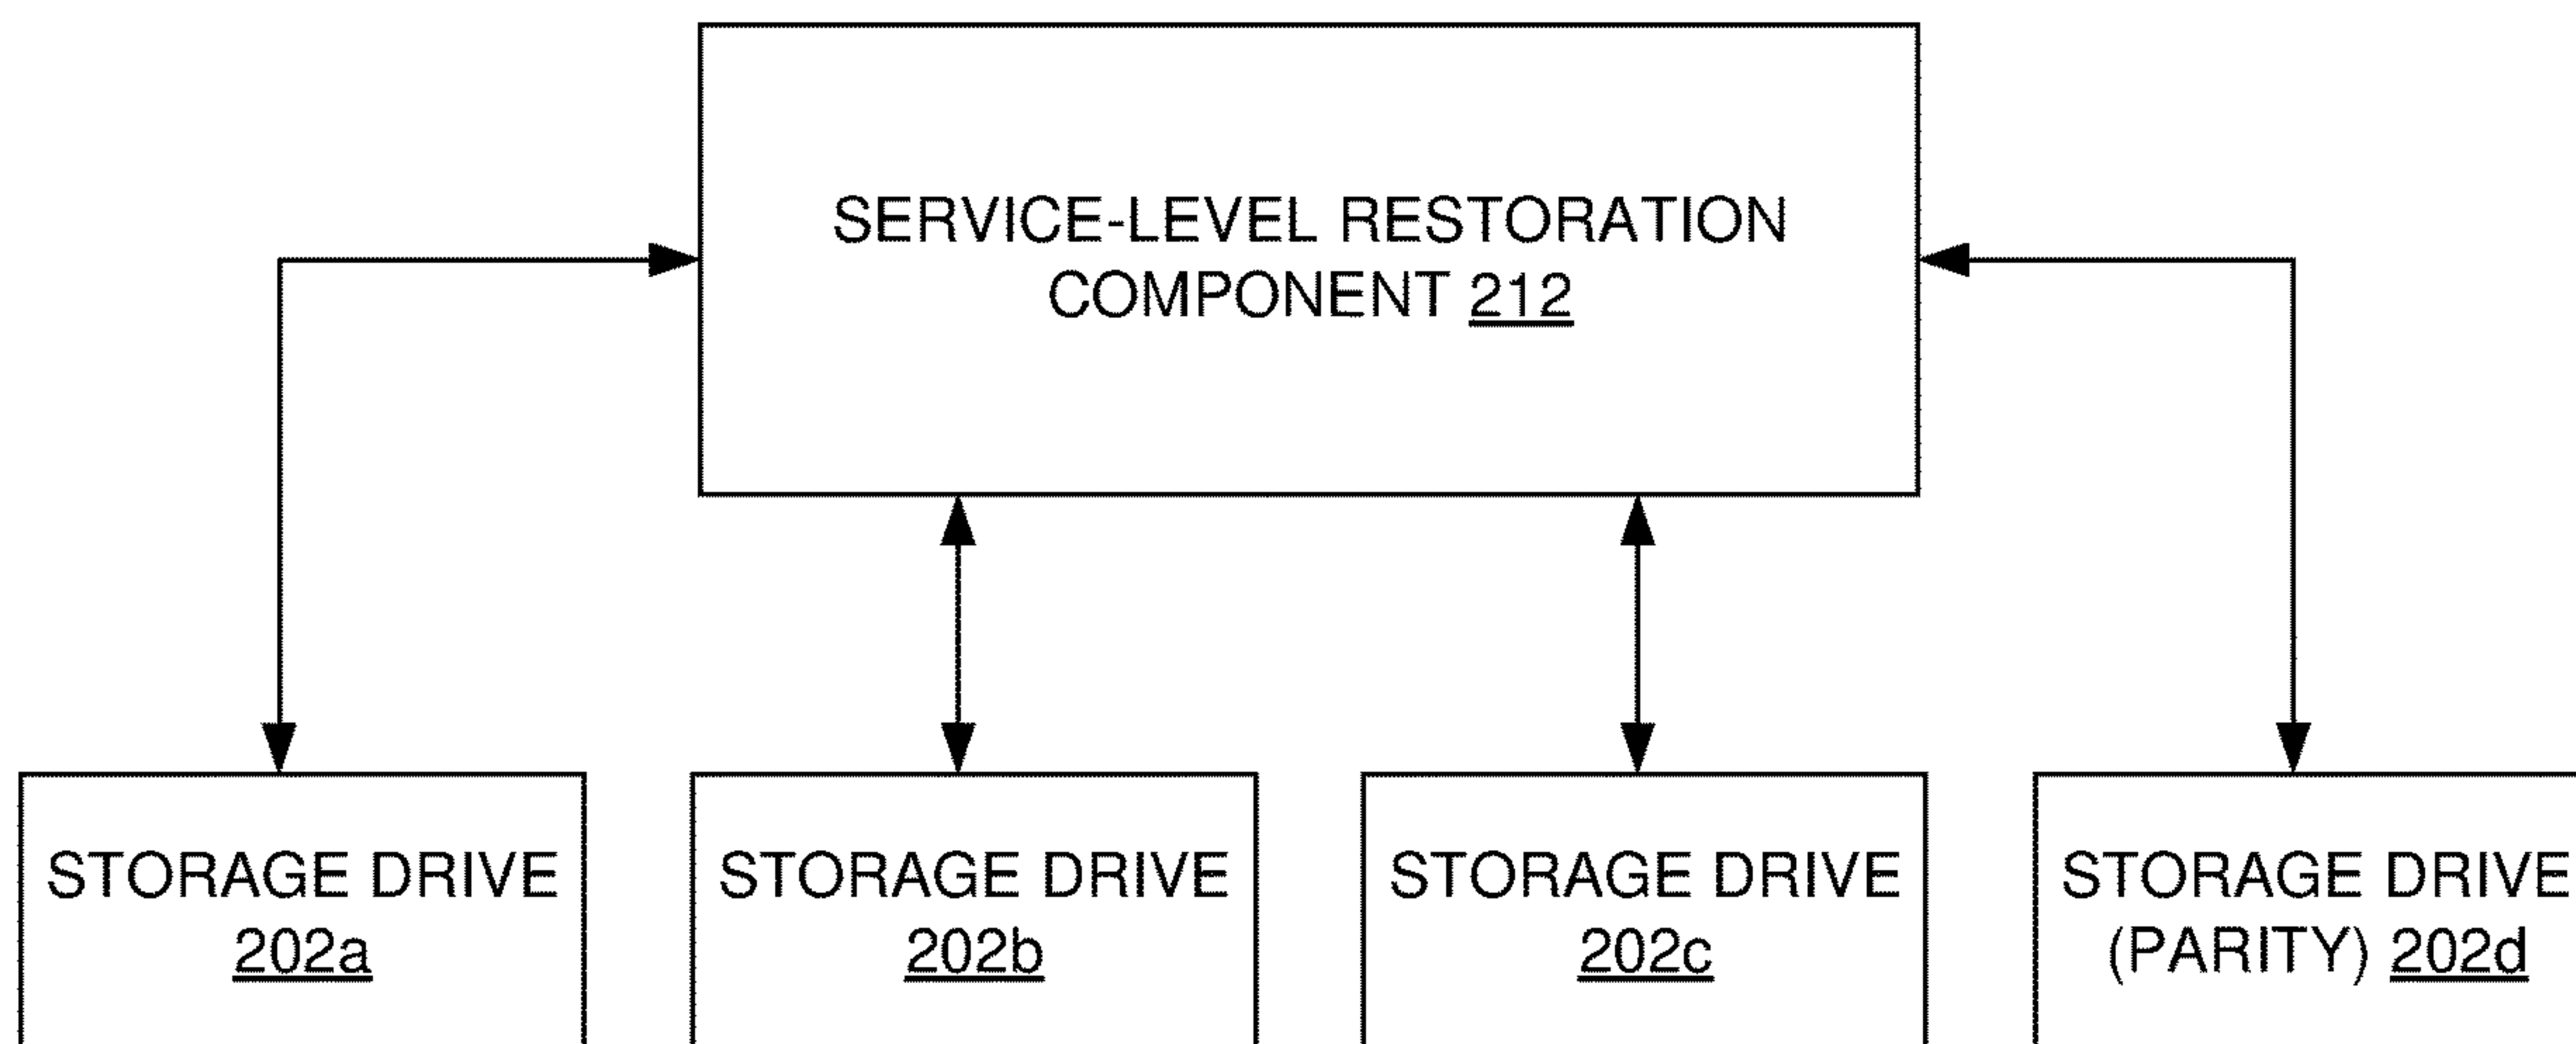 SERVICE-LEVEL RESTORATION
COMPONENT 212
STORAGE DRIVE
202a
STORAGE DRIVE
202b
STORAGE DRIVE
202c
STORAGE DRIVE
(PARITY) 202d